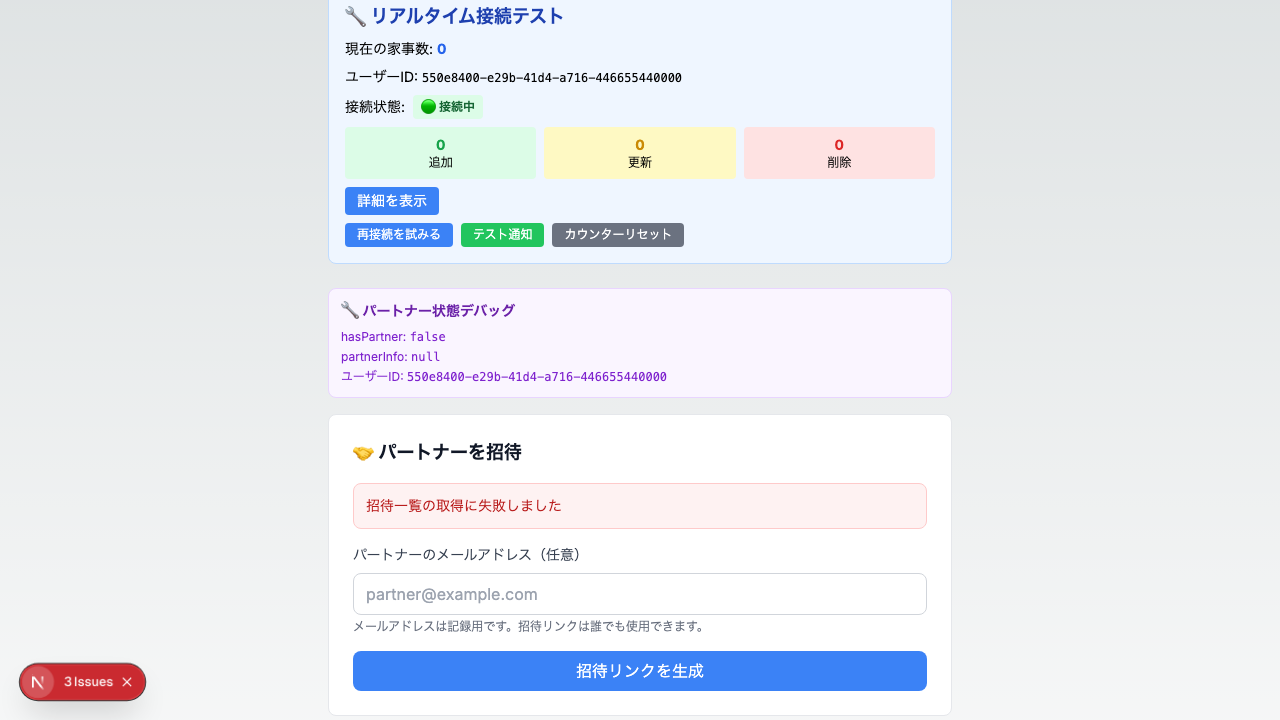 🔧 リアルタイム接続テスト
現在の家事数: 0
ユーザーID: 550e8400-e29b-41d4-a716-446655440000
接続状態: 🟢 接続中
0 0 0
追加 更新 削除
詳細を表示
再接続を試みる テスト通知 カウンターリセット
🔧 パートナー状態デバッグ
hasPartner: false
partnerInfo: null
ユーザーID: 550e8400-e29b-41d4-a716-446655440000
🤝 パートナーを招待
招待一覧の取得に失敗しました
パートナーのメールアドレス（任意）
partner@example.com
メールアドレスは記録用です。招待リンクは誰でも使用できます。
招待リンクを生成
N 3 Issues ×